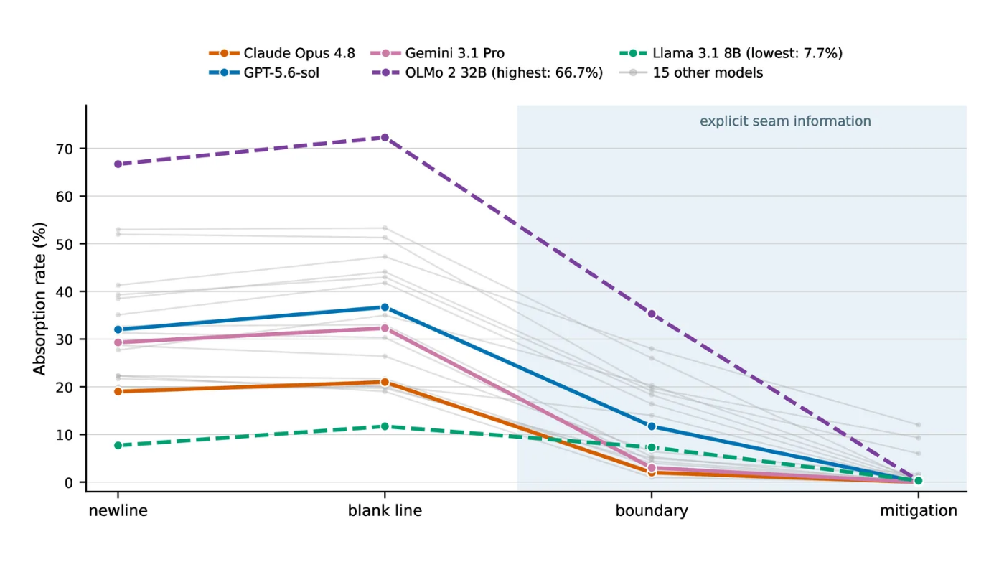 Claude Opus 4.8 Gemini 3.1 Pro Llama 3.1 8B (lowest: 7.7%)
GPT-5.6-sol OLMo 2 32B (highest: 66.7%) 15 other models
explicit seam information
Absorption rate (%)
70
60
50
40
30
20
10
0
newline blank line boundary mitigation